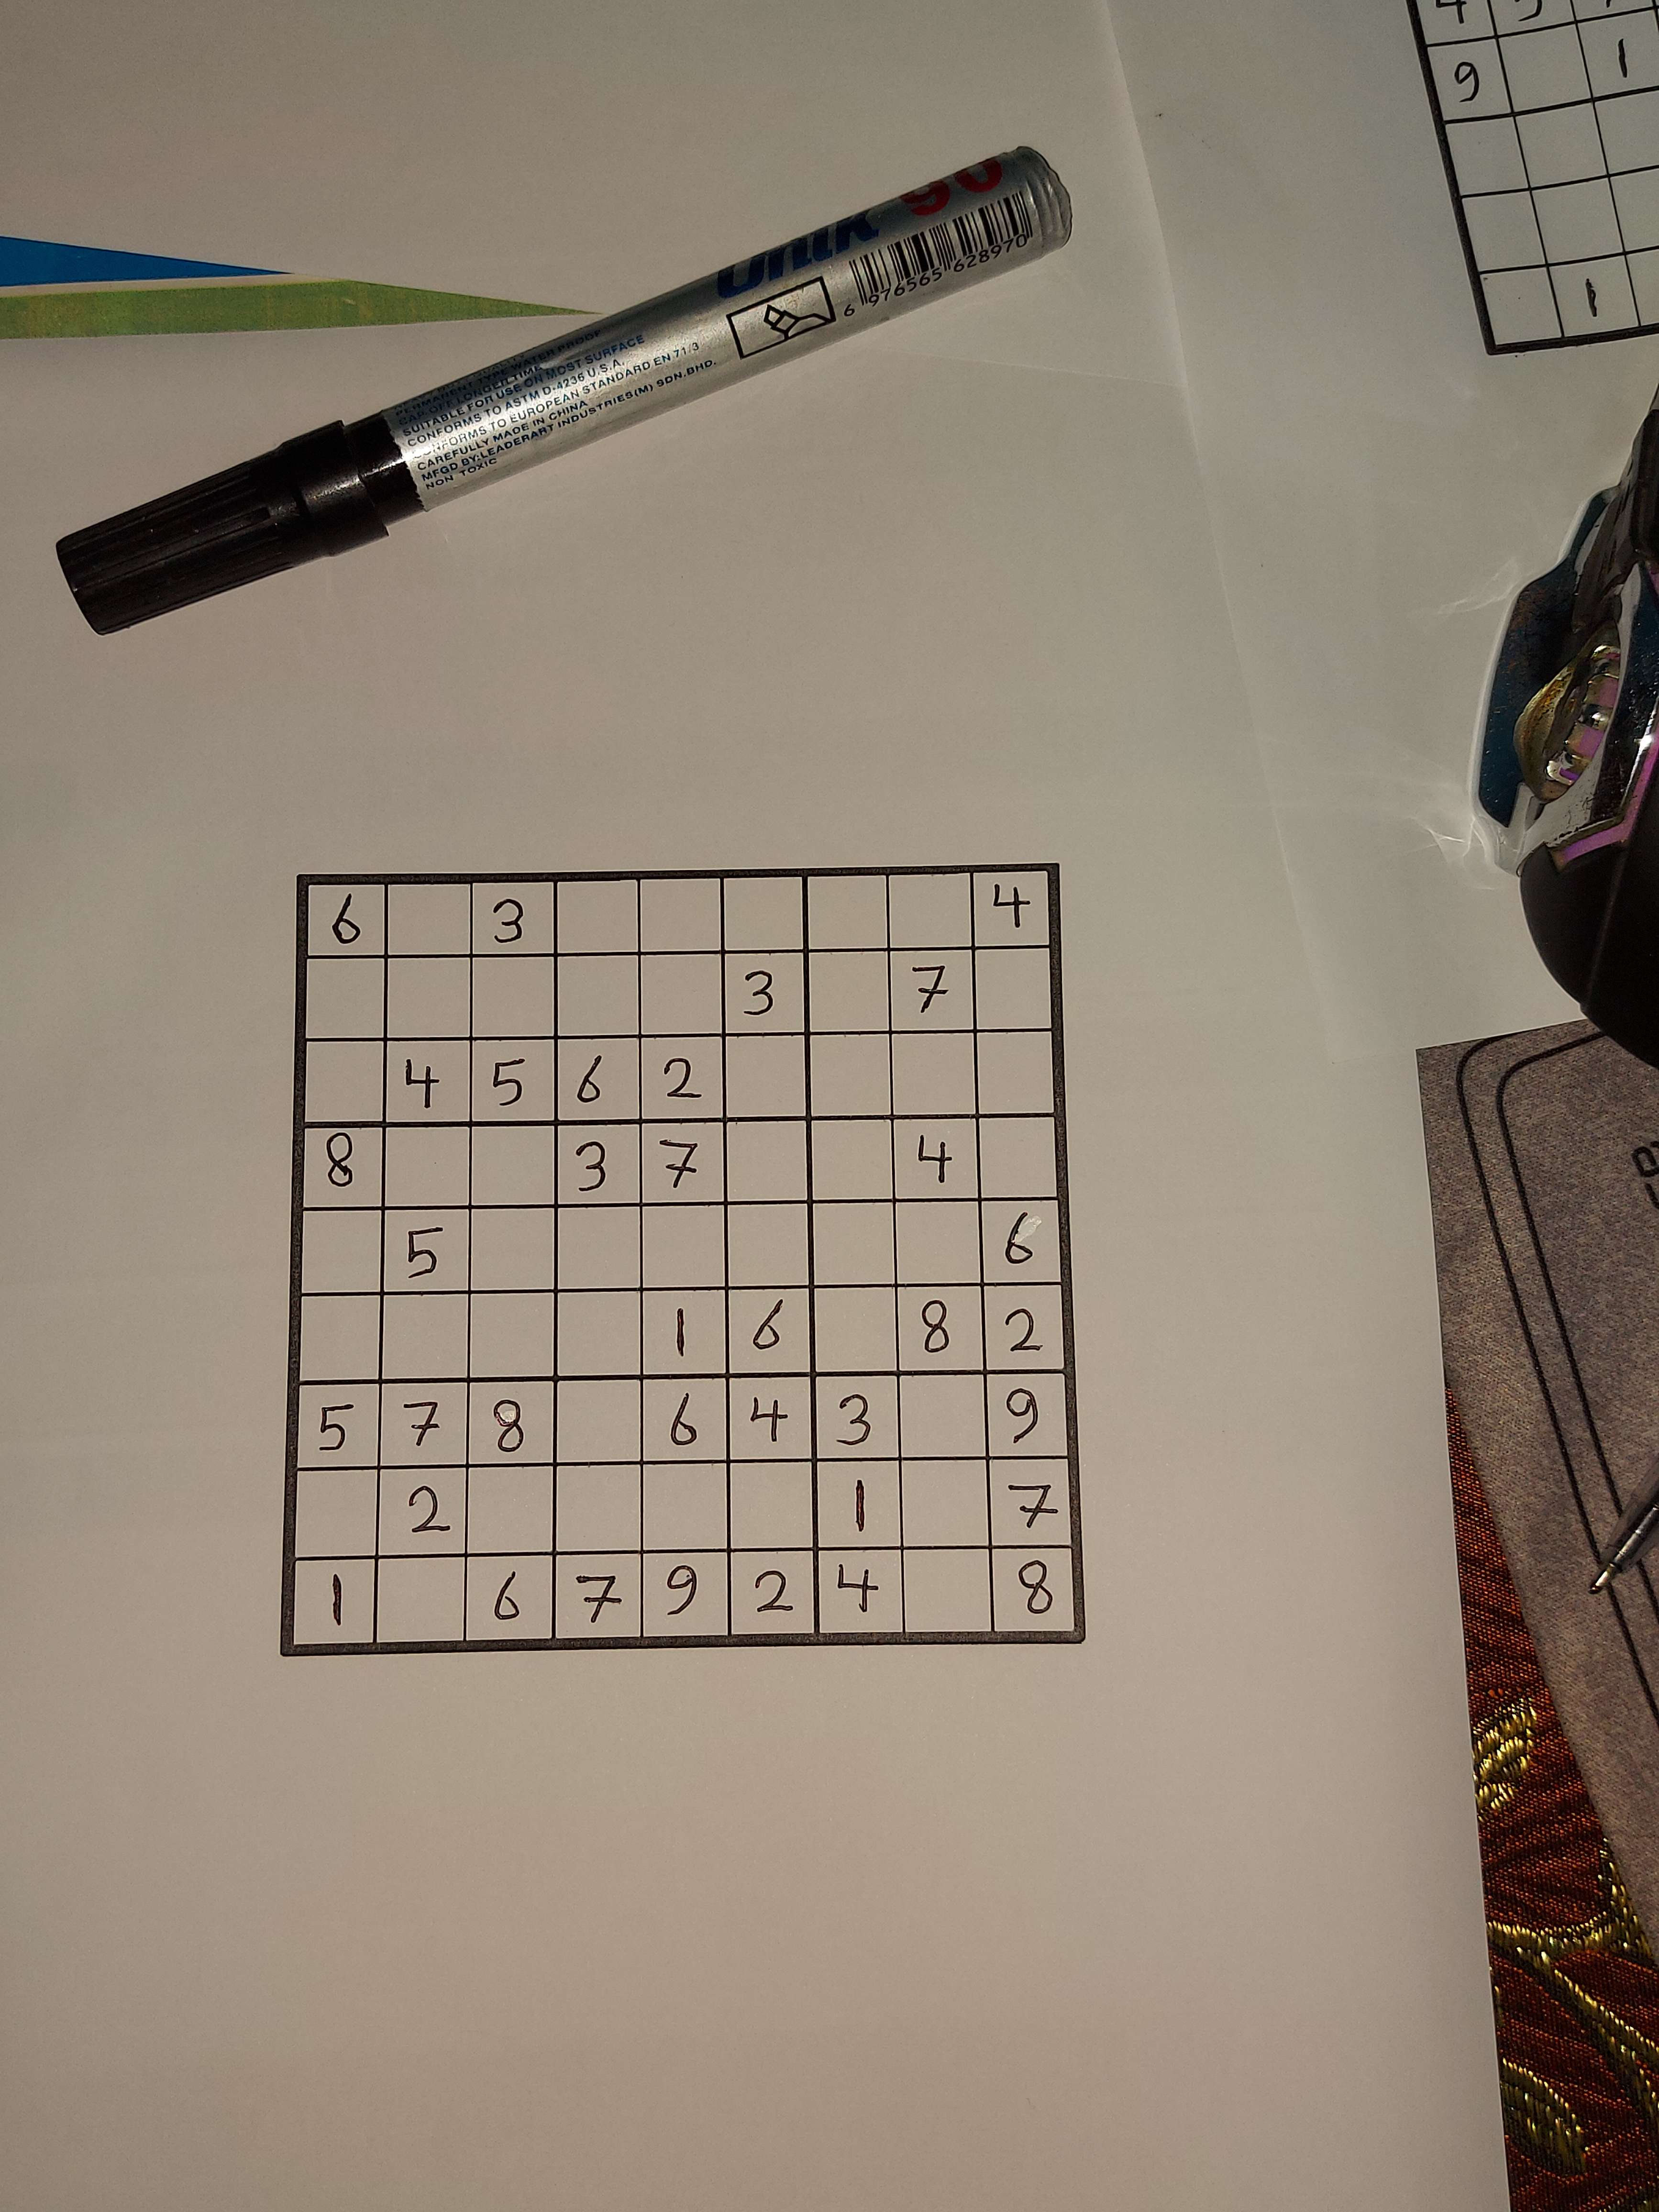 4 5
9 1
1
Unik 90
6 976565 628970
PERMANENT TYPE WATER PROOF
CAP OFF LONGER TIME
SUITABLE FOR USE ON MOST SURFACE
CONFORMS TO ASTM D-4236 U.S.A.
CONFORMS TO EUROPEAN STANDARD EN 71/3
CAREFULLY MADE IN CHINA
MFGD BY:LEADERART INDUSTRIES(M) SDN.BHD.
NON TOXIC
6 3 4
3 7
4 5 6 2
8 3 7 4
5 6
1 6 8 2
5 7 8 6 4 3 9
2 1 7
1 6 7 9 2 4 8